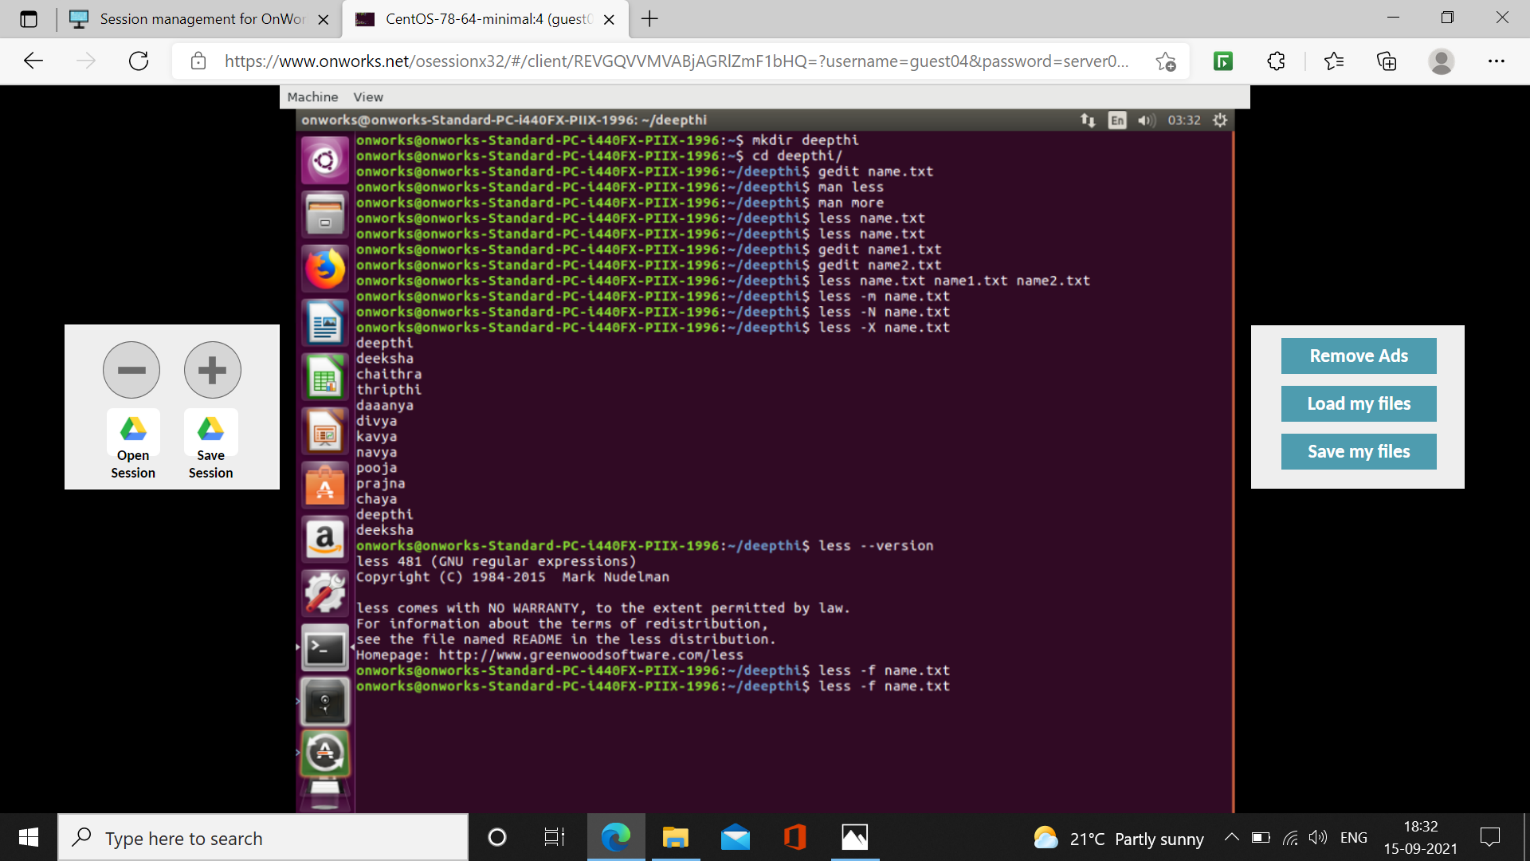 Session management for OnWor
CentOS-78-64-minimal:4 (guest0
https://www.onworks.net/osessionx32/#/client/REVGQVVMVABjAGRlZmF1bHQ=?username=guest04&password=server0...
Machine View
onworks@onworks-Standard-PC-i440FX-PIIX-1996: ~/deepthi
En
03:32
onworks@onworks-Standard-PC-i440FX-PIIX-1996:~$ mkdir deepthi
onworks@onworks-Standard-PC-i440FX-PIIX-1996:~$ cd deepthi/
onworks@onworks-Standard-PC-i440FX-PIIX-1996:~/deepthi$ gedit name.txt
onworks@onworks-Standard-PC-i440FX-PIIX-1996:~/deepthi$ man less
onworks@onworks-Standard-PC-i440FX-PIIX-1996:~/deepthi$ man more
onworks@onworks-Standard-PC-i440FX-PIIX-1996:~/deepthi$ less name.txt
onworks@onworks-Standard-PC-i440FX-PIIX-1996:~/deepthi$ less name.txt
onworks@onworks-Standard-PC-i440FX-PIIX-1996:~/deepthi$ gedit name1.txt
onworks@onworks-Standard-PC-i440FX-PIIX-1996:~/deepthi$ gedit name2.txt
onworks@onworks-Standard-PC-i440FX-PIIX-1996:~/deepthi$ less name.txt name1.txt name2.txt
onworks@onworks-Standard-PC-i440FX-PIIX-1996:~/deepthi$ less -m name.txt
onworks@onworks-Standard-PC-i440FX-PIIX-1996:~/deepthi$ less -N name.txt
onworks@onworks-Standard-PC-i440FX-PIIX-1996:~/deepthi$ less -X name.txt
deepthi
deeksha
chaithra
thripthi
daaanya
divya
kavya
navya
pooja
prajna
chaya
deepthi
deeksha
onworks@onworks-Standard-PC-i440FX-PIIX-1996:~/deepthi$ less --version
less 481 (GNU regular expressions)
Copyright (C) 1984-2015  Mark Nudelman
less comes with NO WARRANTY, to the extent permitted by law.
For information about the terms of redistribution,
see the file named README in the less distribution.
Homepage: http://www.greenwoodsoftware.com/less
onworks@onworks-Standard-PC-i440FX-PIIX-1996:~/deepthi$ less -f name.txt
onworks@onworks-Standard-PC-i440FX-PIIX-1996:~/deepthi$ less -f name.txt
Open Session
Save Session
Remove Ads
Load my files
Save my files
Type here to search
21°C Partly sunny
ENG
18:32
15-09-2021